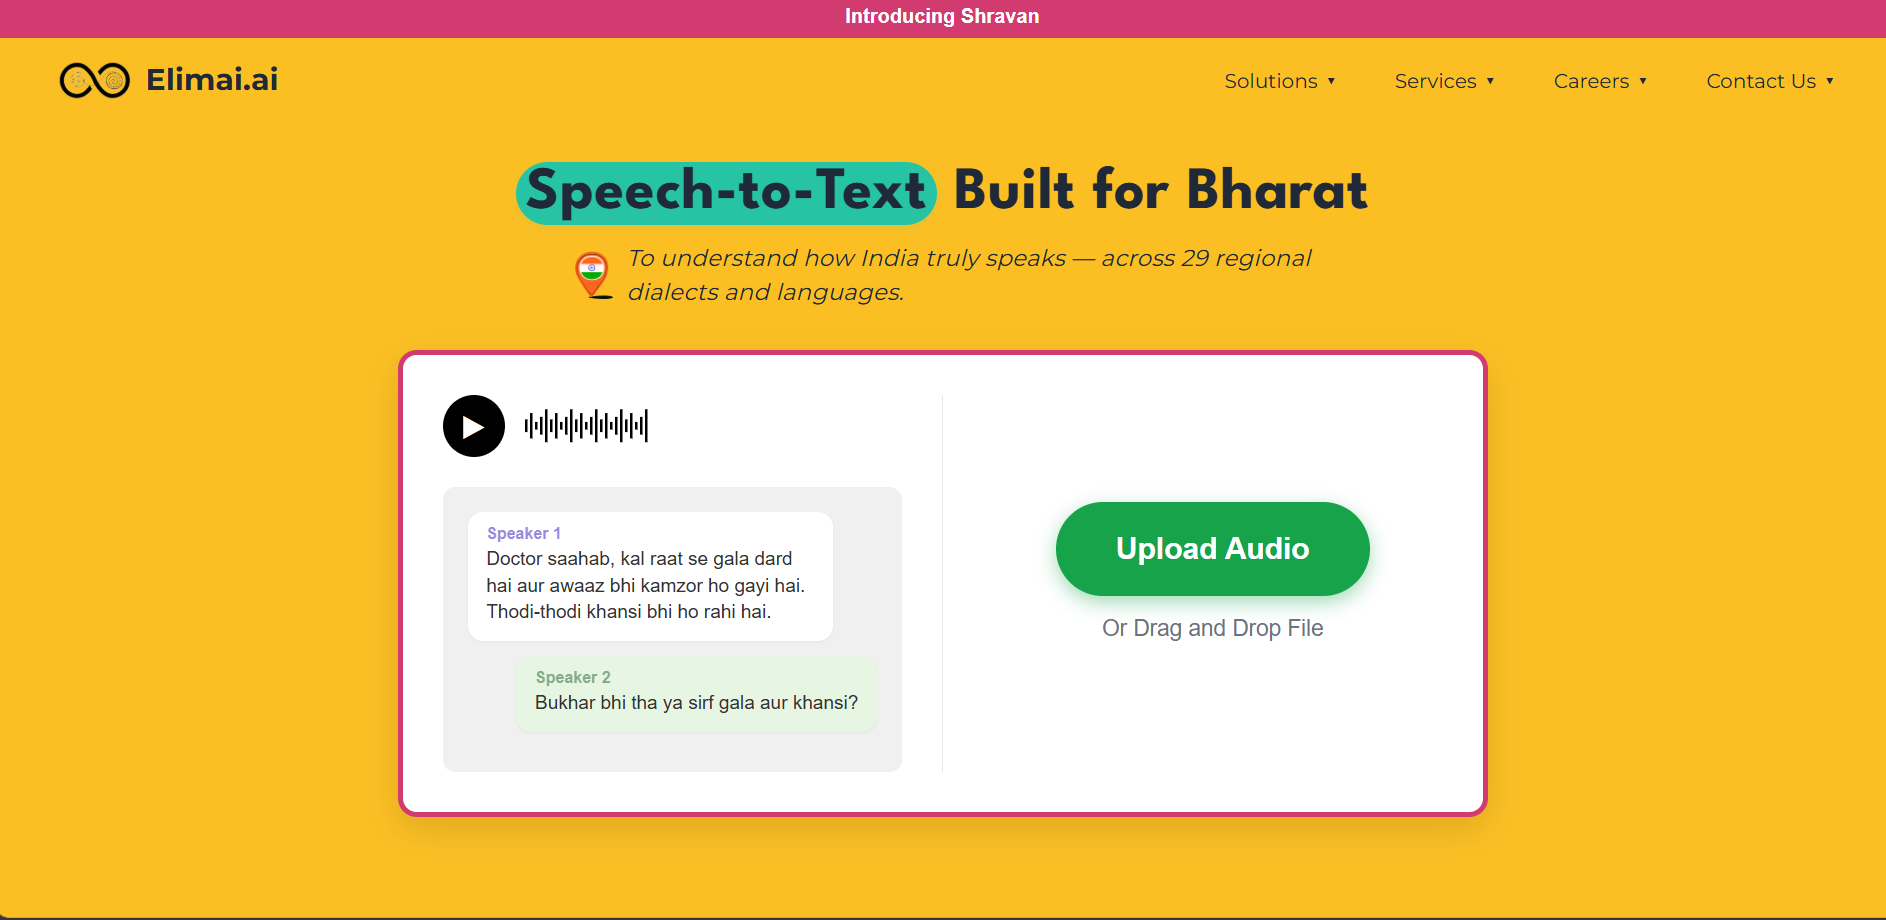 Introducing Shravan
Elimai.ai
Solutions ▼
Services ▼
Careers ▼
Contact Us ▼
Speech-to-Text Built for Bharat
To understand how India truly speaks — across 29 regional
dialects and languages.
Speaker 1
Doctor saahab, kal raat se gala dard
hai aur awaaz bhi kamzor ho gayi hai.
Thodi-thodi khansi bhi ho rahi hai.
Speaker 2
Bukhar bhi tha ya sirf gala aur khansi?
Upload Audio
Or Drag and Drop File